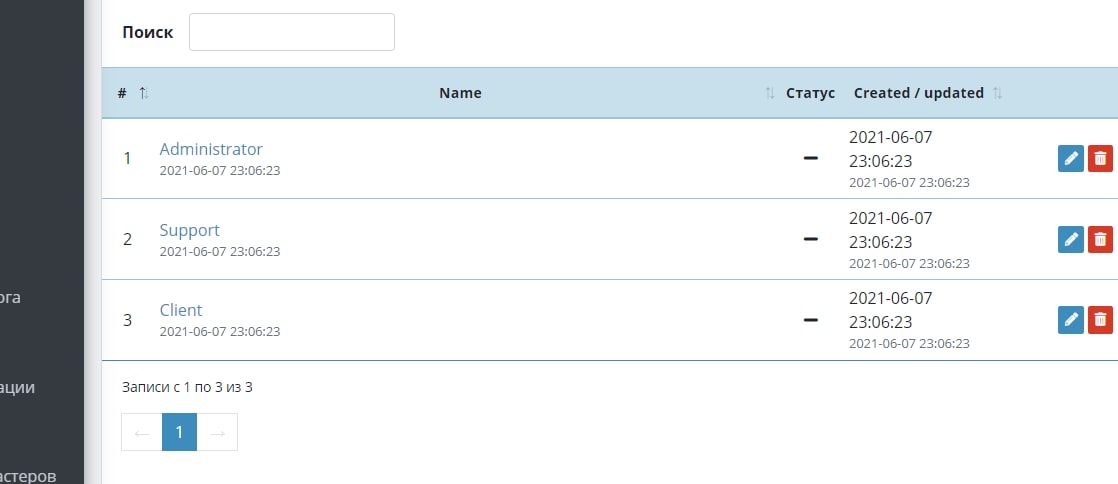 Поиск
# Name Статус Created / updated
1 Administrator 2021-06-07 23:06:23 — 2021-06-07 23:06:23 2021-06-07 23:06:23
2 Support 2021-06-07 23:06:23 — 2021-06-07 23:06:23 2021-06-07 23:06:23
3 Client 2021-06-07 23:06:23 — 2021-06-07 23:06:23 2021-06-07 23:06:23
Записи с 1 по 3 из 3
← 1 →
рга
ации
астеров